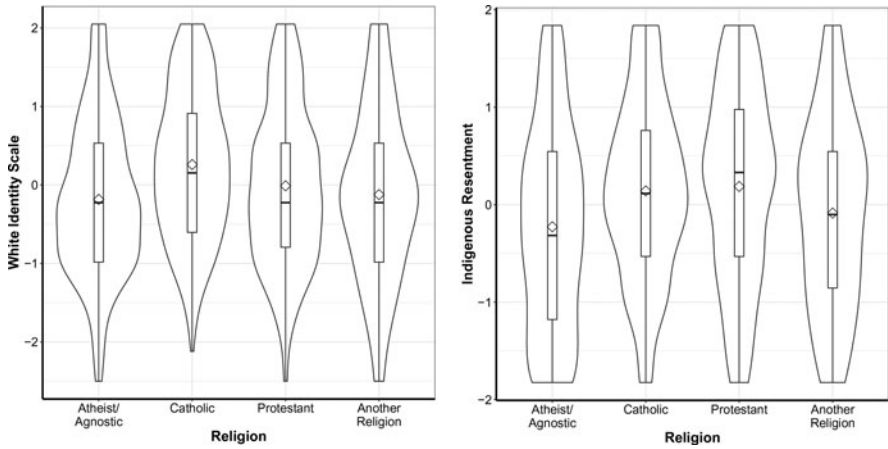 White Identity Scale
2
1
0
−1
−2
Atheist/
Agnostic
Catholic
Protestant
Another
Religion
Religion
Indigenous Resentment
2
1
0
−1
−2
Atheist/
Agnostic
Catholic
Protestant
Another
Religion
Religion